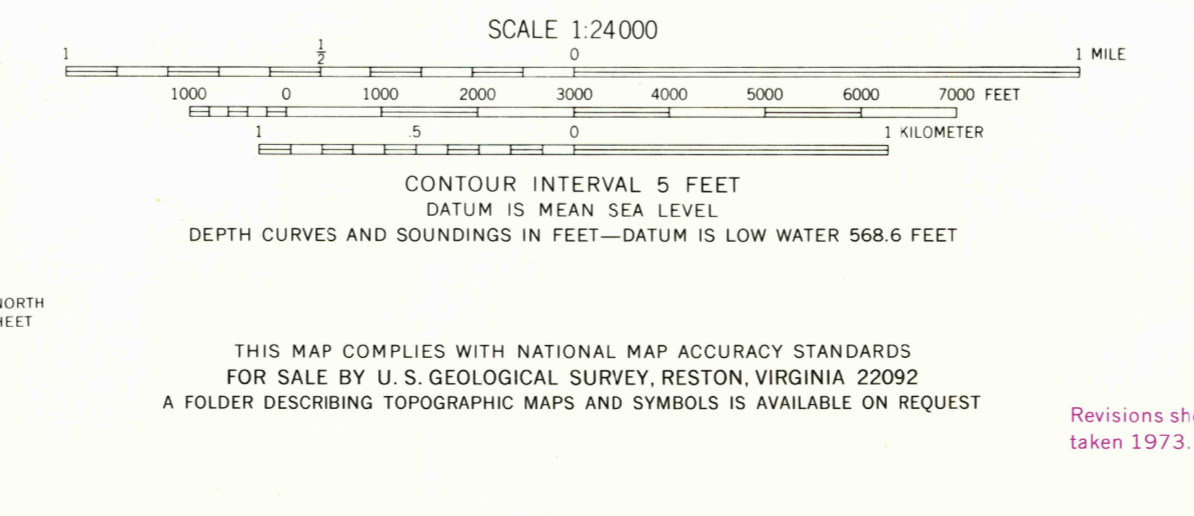 SCALE 1:24000
1 1/2 0 1 MILE
1000 0 1000 2000 3000 4000 5000 6000 7000 FEET
1 .5 0 1 KILOMETER
CONTOUR INTERVAL 5 FEET
DATUM IS MEAN SEA LEVEL
DEPTH CURVES AND SOUNDINGS IN FEET—DATUM IS LOW WATER 568.6 FEET
THIS MAP COMPLIES WITH NATIONAL MAP ACCURACY STANDARDS
FOR SALE BY U. S. GEOLOGICAL SURVEY, RESTON, VIRGINIA 22092
A FOLDER DESCRIBING TOPOGRAPHIC MAPS AND SYMBOLS IS AVAILABLE ON REQUEST
Revisions
taken 1973.